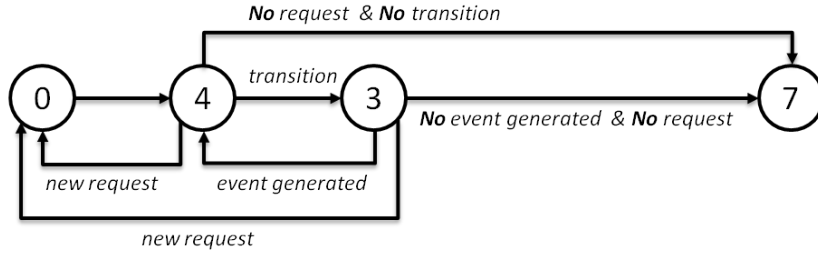 No request & No transition
transition
0
4
3
7
No event generated & No request
new request
event generated
new request